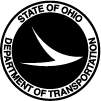 STATE OF OHIO
DEPARTMENT OF TRANSPORTATION